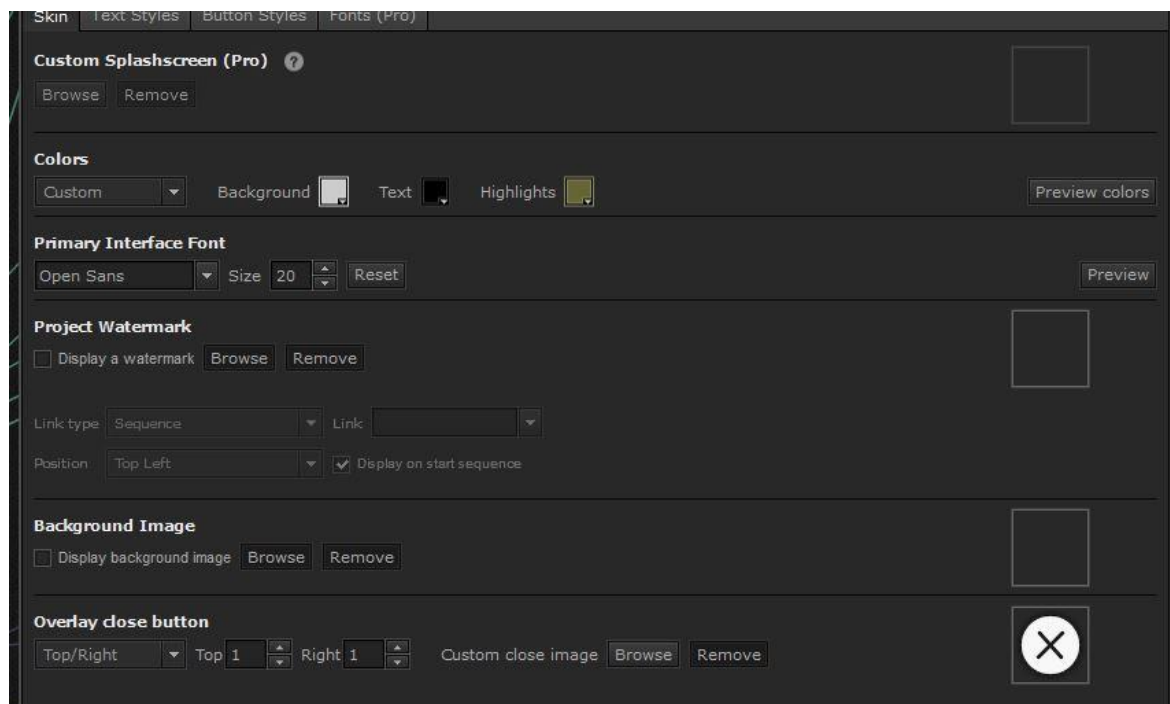 Skin Text Styles Button Styles Fonts (Pro)
Custom Splashscreen (Pro) ?
Browse Remove
Colors
Custom Background Text Highlights Preview colors
Primary Interface Font
Open Sans Size 20 Reset Preview
Project Watermark
Display a watermark Browse Remove
Link type Sequence Link
Position Top Left Display on start sequence
Background Image
Display background image Browse Remove
Overlay close button
Top/Right Top 1 Right 1 Custom close image Browse Remove